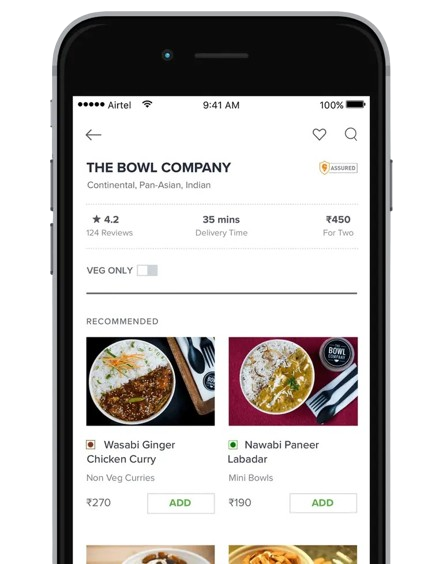 Airtel 9:41 AM 100%
THE BOWL COMPANY
ASSURED
Continental, Pan-Asian, Indian
★ 4.2 35 mins ₹450
124 Reviews Delivery Time For Two
VEG ONLY
RECOMMENDED
THE
BOWL
COMPANY
Wasabi Ginger
Chicken Curry
Non Veg Curries
₹270 ADD
Nawabi Paneer
Labadar
Mini Bowls
₹190 ADD